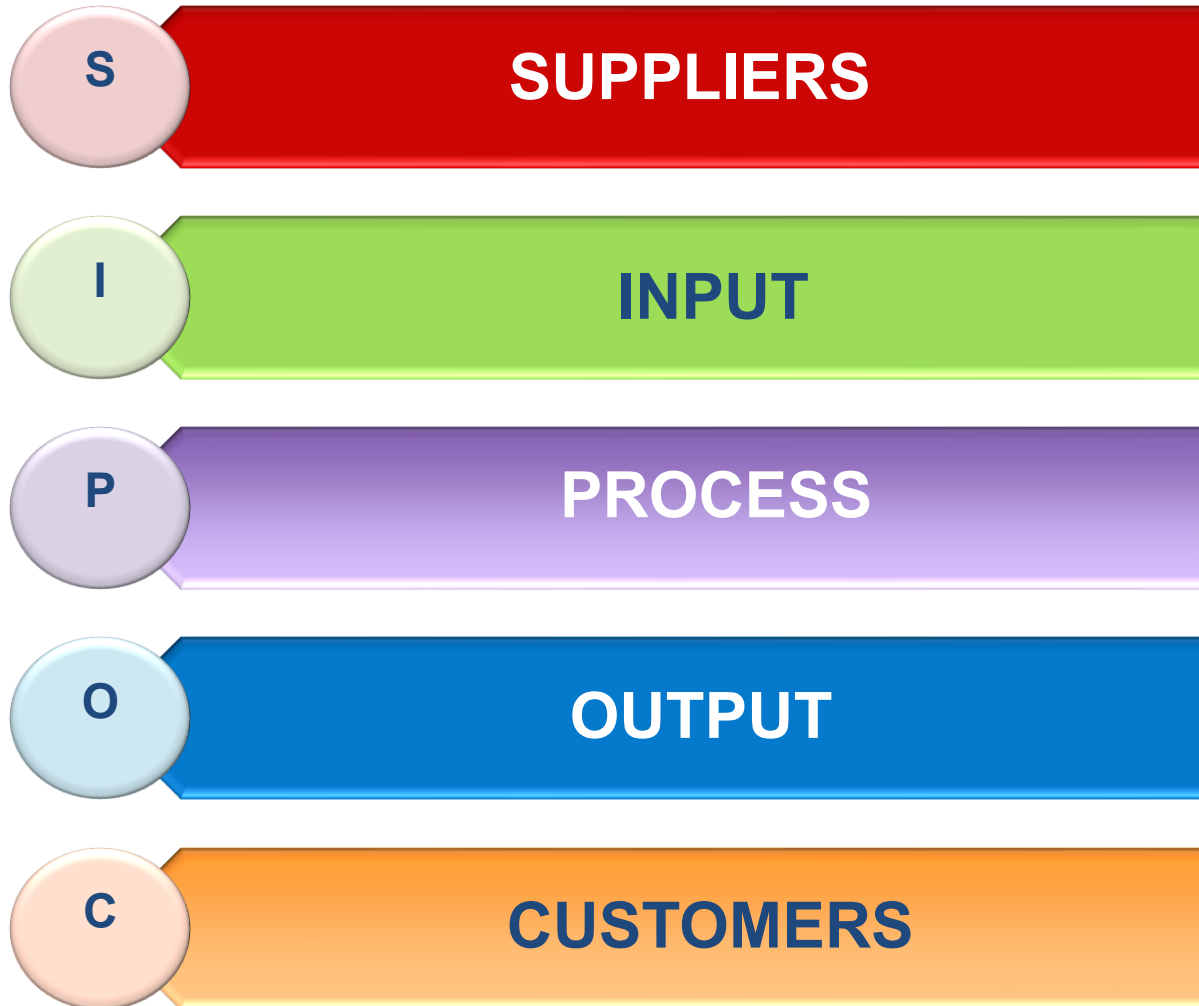 S
SUPPLIERS
I
INPUT
P
PROCESS
O
OUTPUT
C
CUSTOMERS